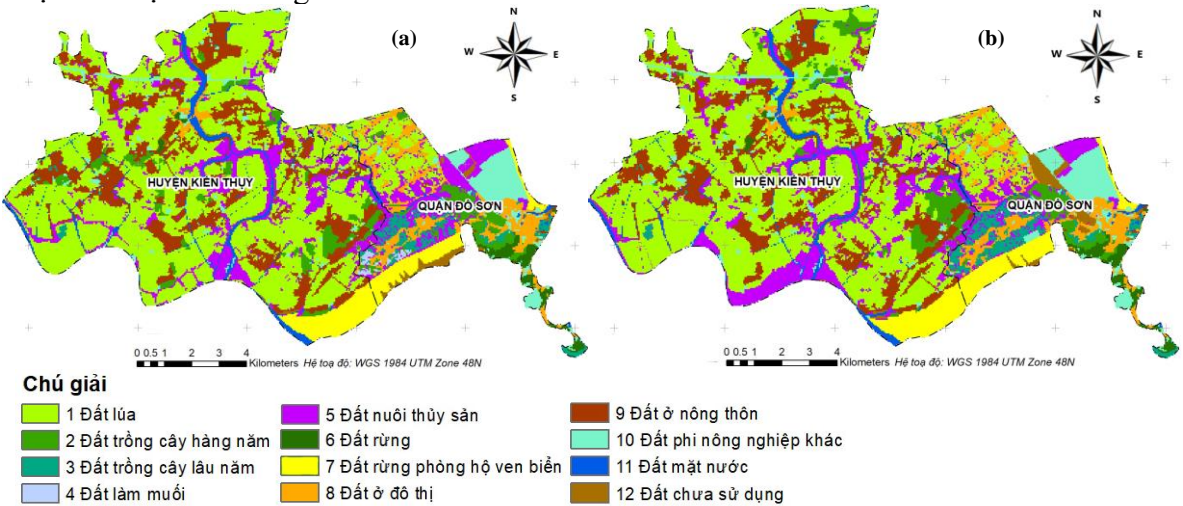 (a)
N
W
E
S
HUYỆN KIẾN THỤY
QUẬN ĐỒ SƠN
0 0.5 1 2 3 4
Kilometers Hệ toạ độ: WGS 1984 UTM Zone 48N
(b)
N
W
E
S
HUYỆN KIẾN THỤY
QUẬN ĐỒ SƠN
0 0.5 1 2 3 4
Kilometers Hệ toạ độ: WGS 1984 UTM Zone 48N
Chú giải
1 Đất lúa
2 Đất trồng cây hàng năm
3 Đất trồng cây lâu năm
4 Đất làm muối
5 Đất nuôi thủy sản
6 Đất rừng
7 Đất rừng phòng hộ ven biển
8 Đất ở đô thị
9 Đất ở nông thôn
10 Đất phi nông nghiệp khác
11 Đất mặt nước
12 Đất chưa sử dụng